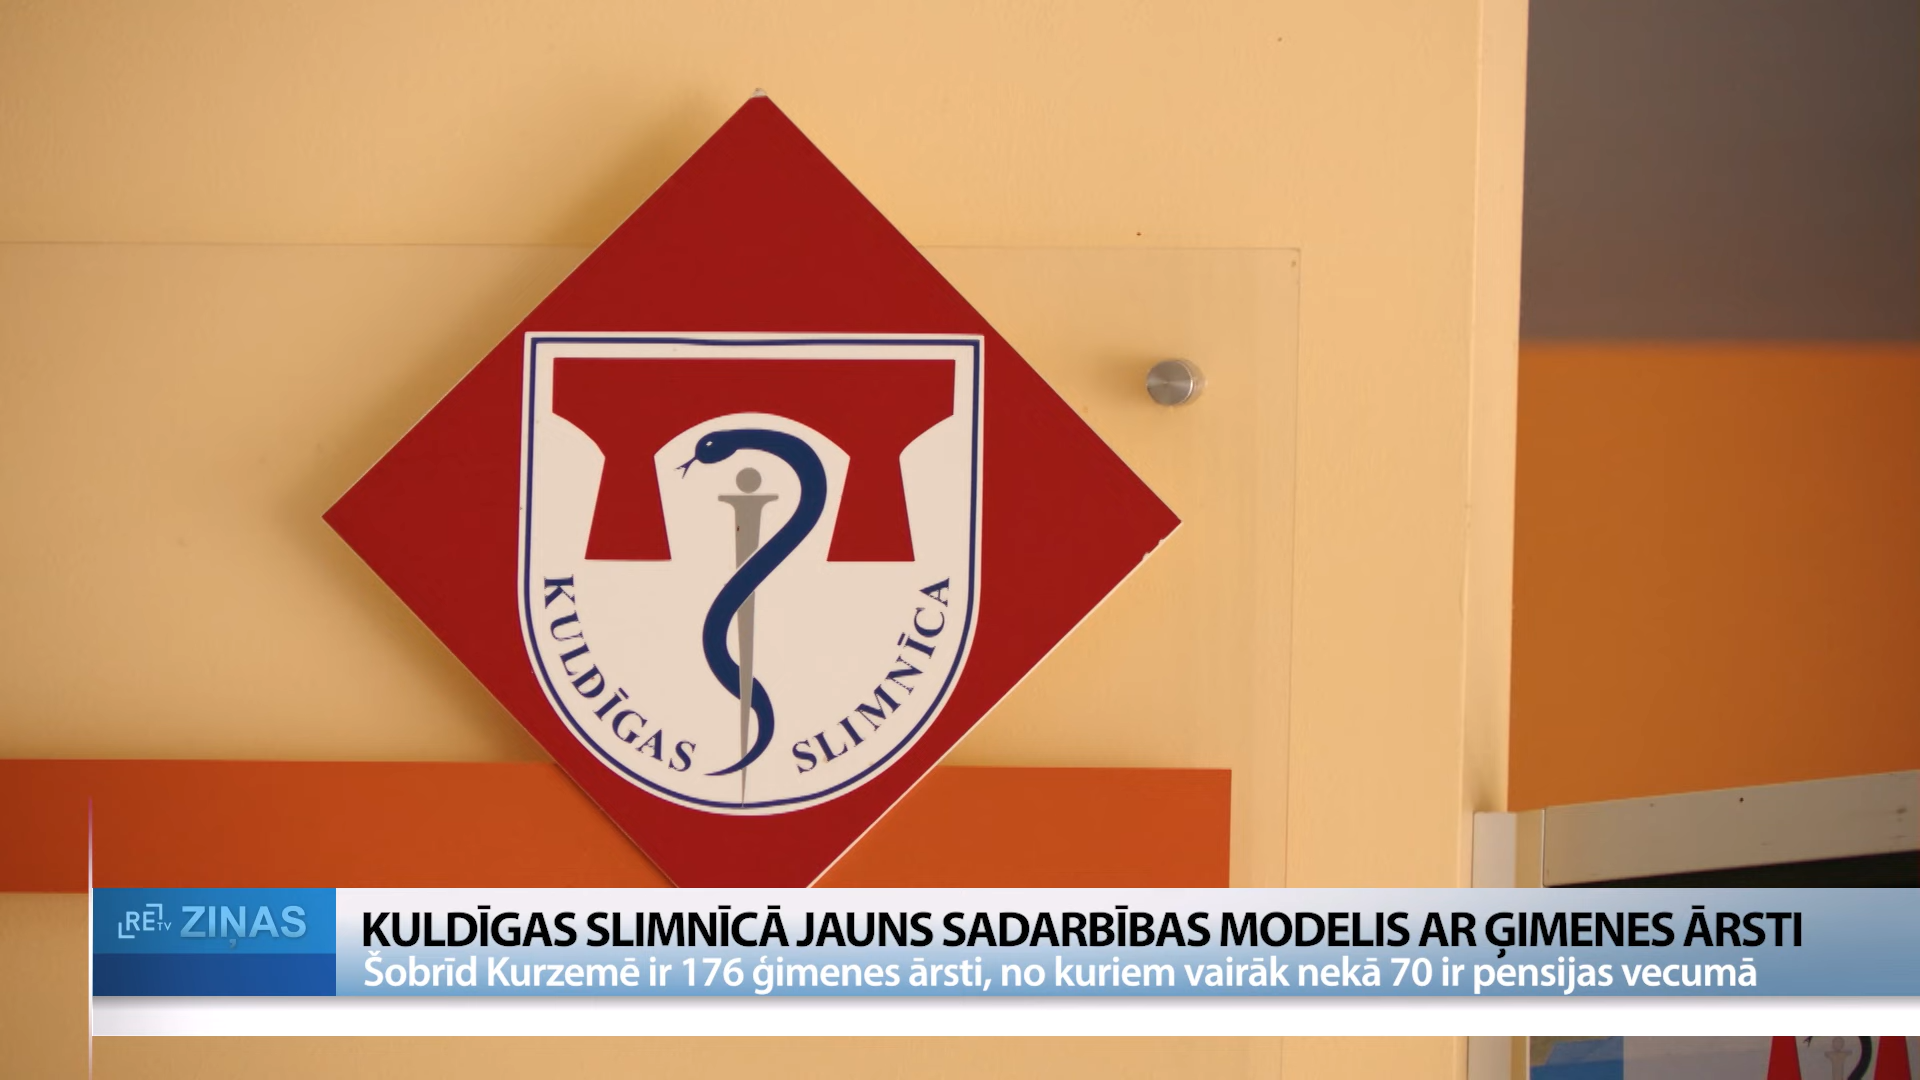 KULDĪGAS SLIMNĪCA
RE TV ZIŅAS
KULDĪGAS SLIMNĪCĀ JAUNS SADARBĪBAS MODELIS AR ĢIMENES ĀRSTI
Šobrīd Kurzemē ir 176 ģimenes ārsti, no kuriem vairāk nekā 70 ir pensijas vecumā